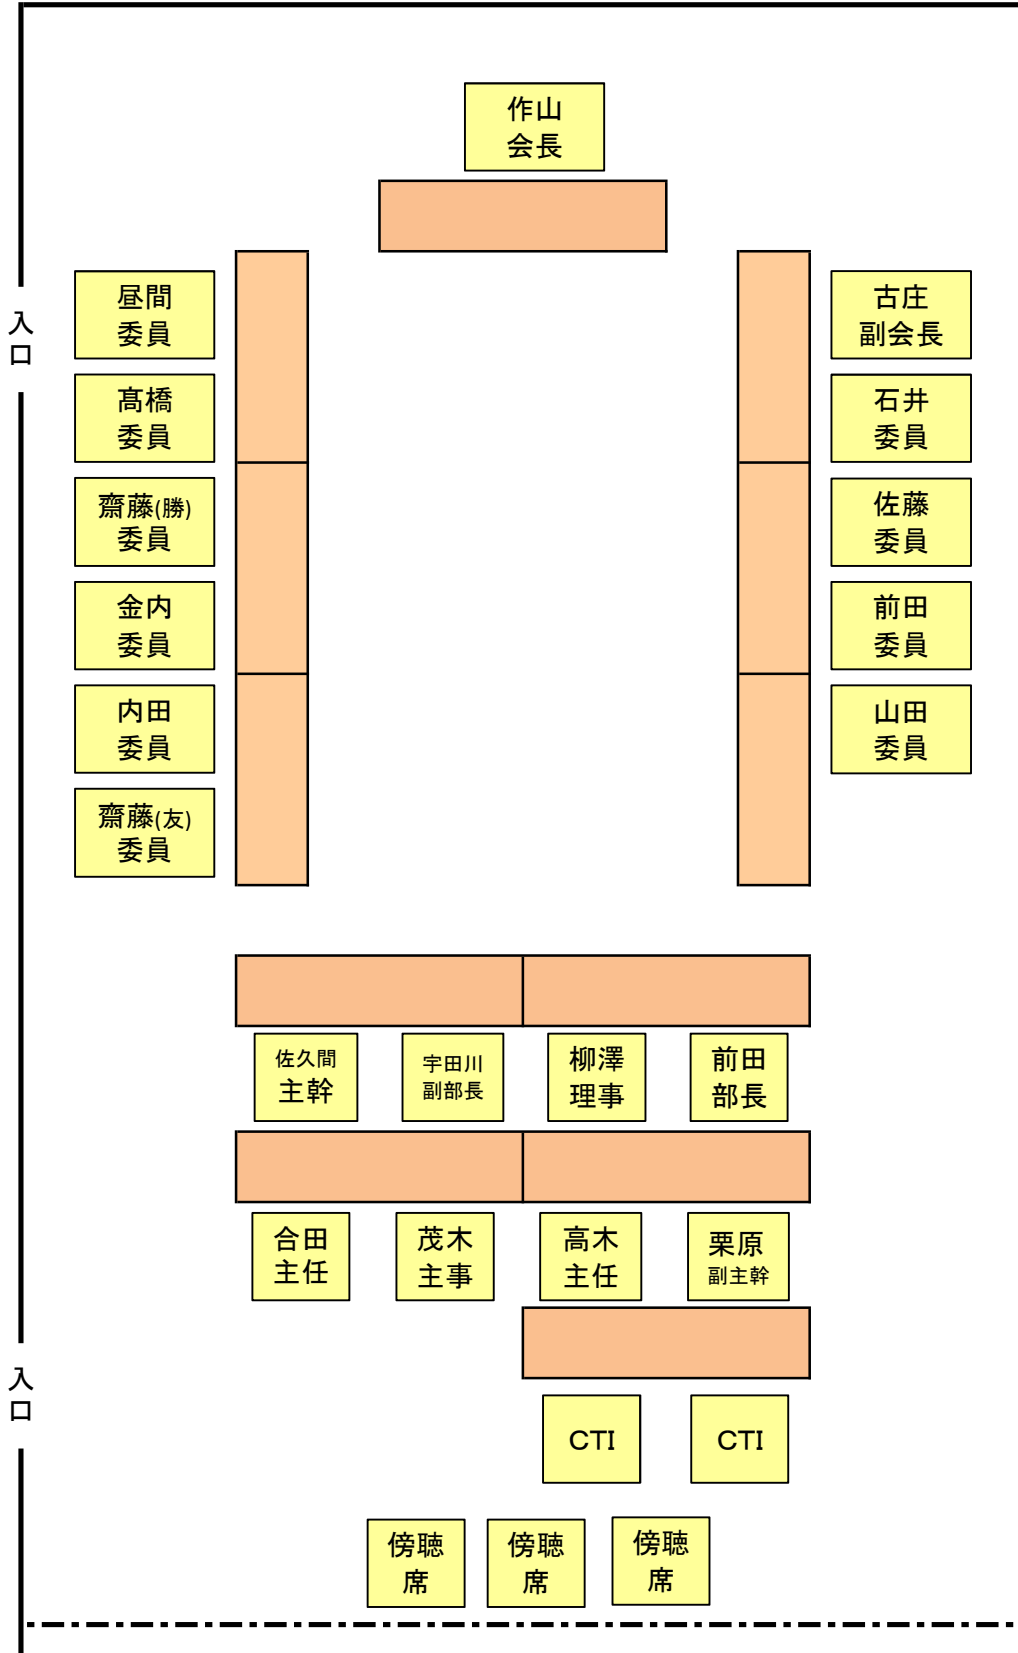 作山
会長
昼間
委員
古庄
副会長
入
口
髙橋
委員
石井
委員
齋藤(勝)
委員
佐藤
委員
金内
委員
前田
委員
内田
委員
山田
委員
齋藤(友)
委員
佐久間
主幹
宇田川
副部長
柳澤
理事
前田
部長
合田
主任
茂木
主事
高木
主任
栗原
副主幹
入
口
CTI
CTI
傍聴
席
傍聴
席
傍聴
席